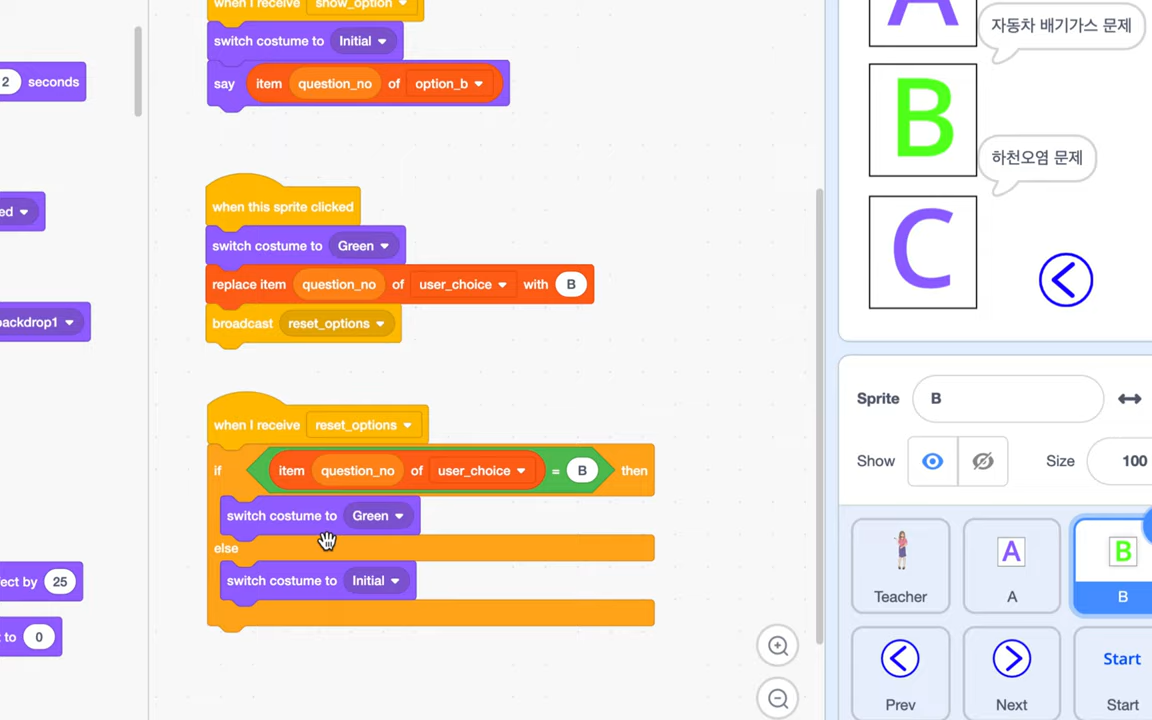 when I receive show_option
switch costume to Initial
say item question_no of option_b
2 seconds
ed
backdrop1
fect by 25
t to 0
when this sprite clicked
switch costume to Green
replace item question_no of user_choice with B
broadcast reset_options
when I receive reset_options
if item question_no of user_choice = B then
switch costume to Green
else
switch costume to Initial
A
자동차 배기가스 문제
B
하천오염 문제
C
Sprite B
Show Size 100
A B
Teacher A B
Start
Prev Next Start